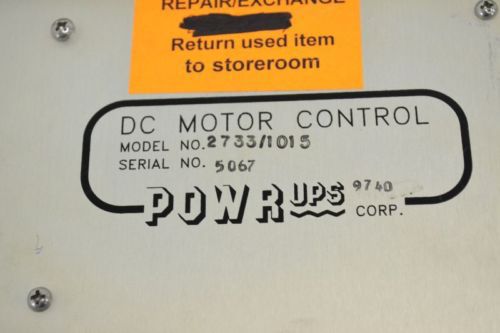 REPAIR/EXCHANGE
Return used item
to storeroom
DC MOTOR CONTROL
MODEL NO. 2733/1015
SERIAL NO. 5067
POWR UPS 9740
CORP.